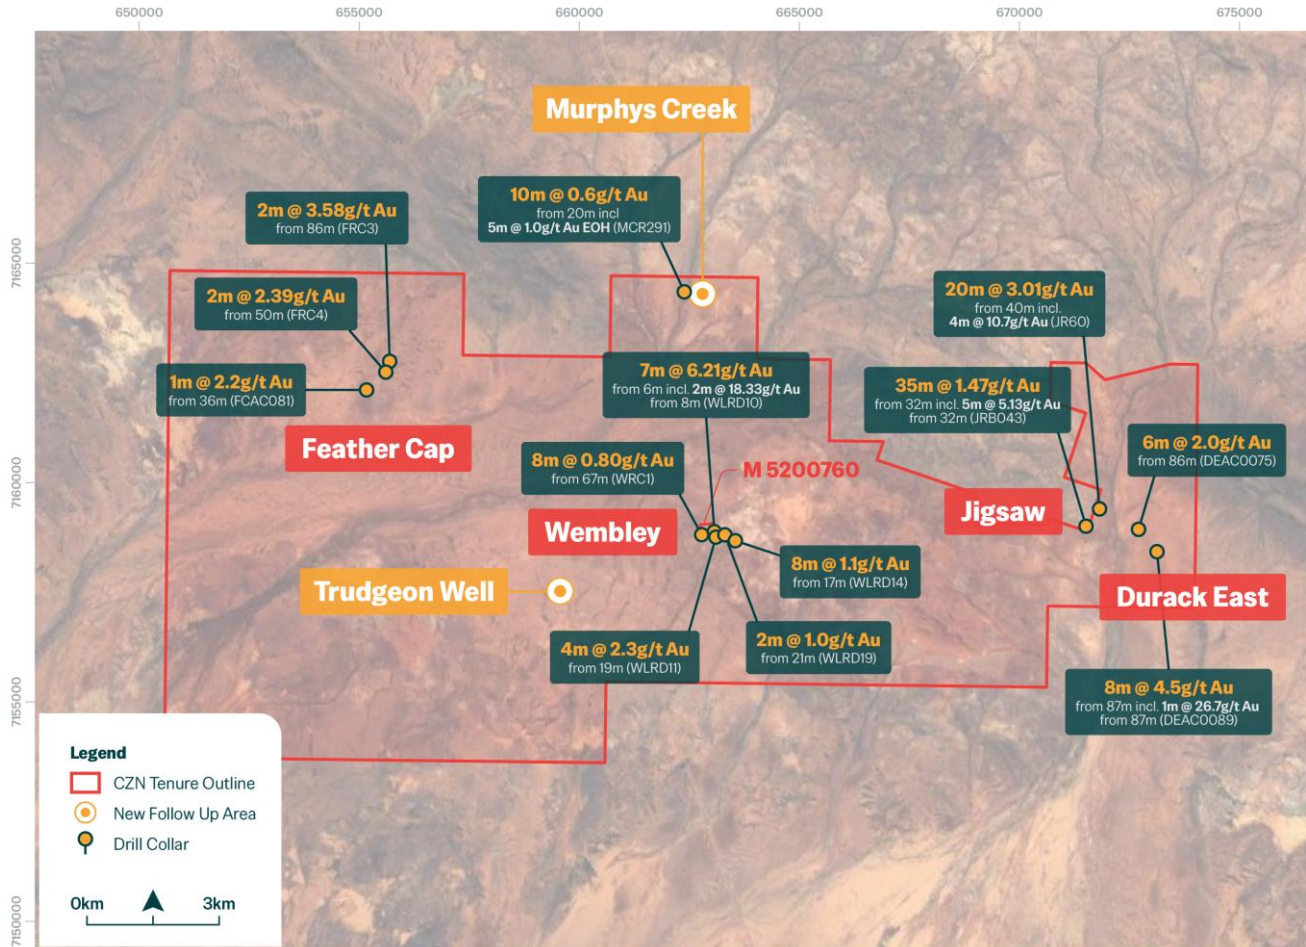 650000
655000
660000
665000
670000
675000
7165000
7160000
7155000
7150000
Murphys Creek
10m @ 0.6g/t Au
from 20m incl
5m @ 1.0g/t Au EOH (MCR291)
2m @ 3.58g/t Au
from 86m (FRC3)
2m @ 2.39g/t Au
from 50m (FRC4)
1m @ 2.2g/t Au
from 36m (FCAC081)
Feather Cap
20m @ 3.01g/t Au
from 40m incl.
4m @ 10.7g/t Au (JR60)
7m @ 6.21g/t Au
from 6m incl. 2m @ 18.33g/t Au
from 8m (WLRD10)
35m @ 1.47g/t Au
from 32m incl. 5m @ 5.13g/t Au
from 32m (JRB043)
6m @ 2.0g/t Au
from 86m (DEAC0075)
8m @ 0.80g/t Au
from 67m (WRC1)
M 5200760
Wembley
Jigsaw
8m @ 1.1g/t Au
from 17m (WLRD14)
Trudgeon Well
Durack East
4m @ 2.3g/t Au
from 19m (WLRD11)
2m @ 1.0g/t Au
from 21m (WLRD19)
8m @ 4.5g/t Au
from 87m incl. 1m @ 26.7g/t Au
from 87m (DEAC0089)
Legend
CZN Tenure Outline
New Follow Up Area
Drill Collar
0km
3km